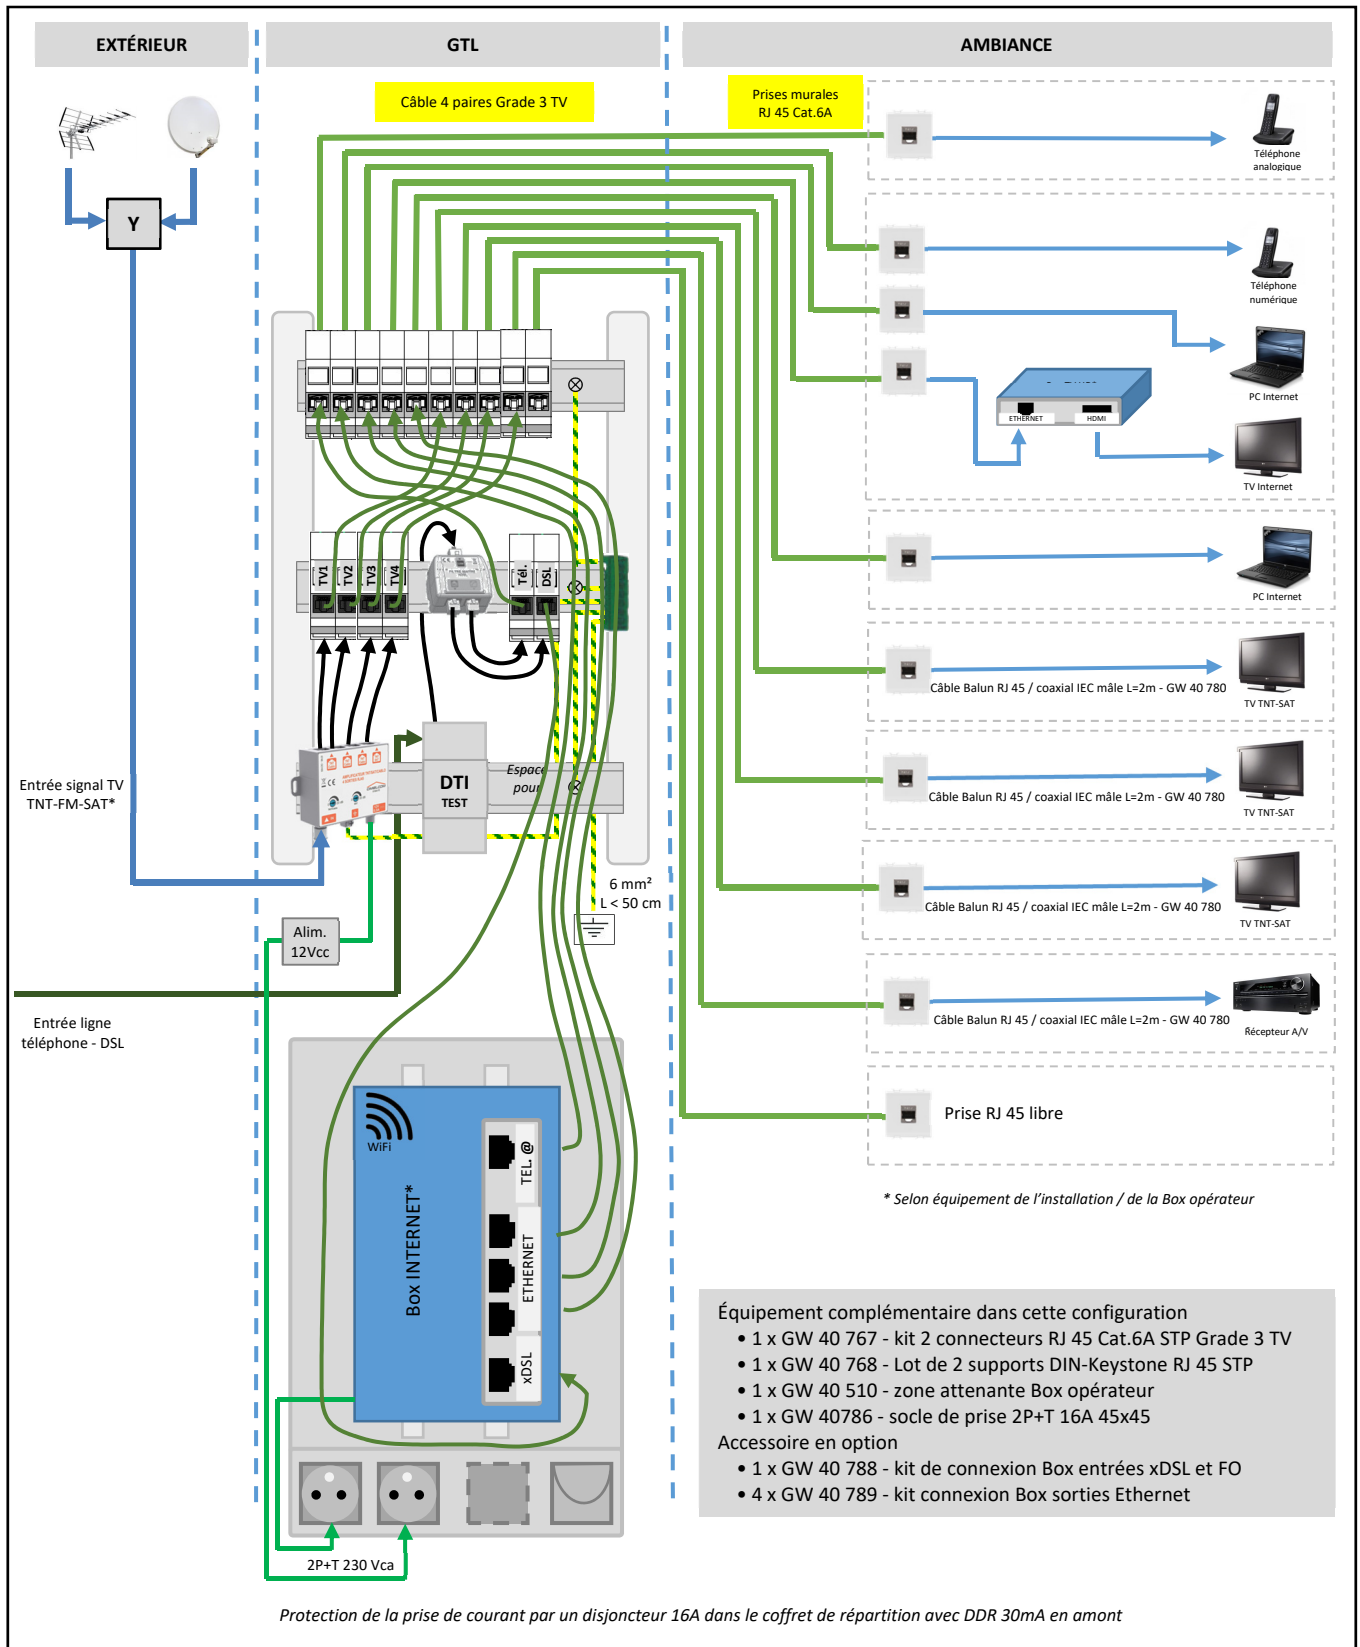 EXTÉRIEUR
GTL
AMBIANCE
Câble 4 paires Grade 3 TV
Prises murales
RJ 45 Cat.6A
Téléphone
analogique
Y
Téléphone
numérique
PC Internet
ETHERNET
HDMI
TV Internet
TV1
TV2
TV3
TV4
Tél.
DSL
PC Internet
Câble Balun RJ 45 / coaxial IEC mâle L=2m - GW 40 780
TV TNT-SAT
Entrée signal TV
TNT-FM-SAT*
DTI
TEST
Espace
pour
Câble Balun RJ 45 / coaxial IEC mâle L=2m - GW 40 780
TV TNT-SAT
6 mm²
L < 50 cm
Câble Balun RJ 45 / coaxial IEC mâle L=2m - GW 40 780
TV TNT-SAT
Alim.
12Vcc
Entrée ligne
téléphone - DSL
Câble Balun RJ 45 / coaxial IEC mâle L=2m - GW 40 780
Récepteur A/V
Prise RJ 45 libre
WiFi
Box INTERNET*
TEL. @
ETHERNET
xDSL
* Selon équipement de l'installation / de la Box opérateur
Équipement complémentaire dans cette configuration
• 1 x GW 40 767 - kit 2 connecteurs RJ 45 Cat.6A STP Grade 3 TV
• 1 x GW 40 768 - Lot de 2 supports DIN-Keystone RJ 45 STP
• 1 x GW 40 510 - zone attenante Box opérateur
• 1 x GW 40786 - socle de prise 2P+T 16A 45x45
Accessoire en option
• 1 x GW 40 788 - kit de connexion Box entrées xDSL et FO
• 4 x GW 40 789 - kit connexion Box sorties Ethernet
2P+T 230 Vca
Protection de la prise de courant par un disjoncteur 16A dans le coffret de répartition avec DDR 30mA en amont